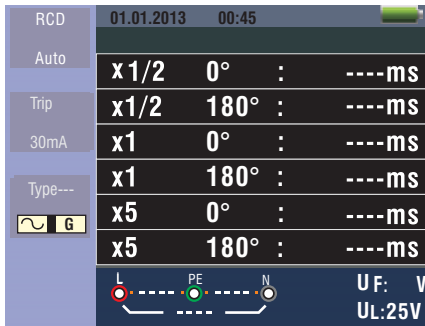 RCD
Auto
Trip
30mA
Type---
G
01.01.2013 00:45
x1/2 0° : ----ms
x1/2 180° : ----ms
x1 0° : ----ms
x1 180° : ----ms
x5 0° : ----ms
x5 180° : ----ms
L PE N
UF: V
UL:25V